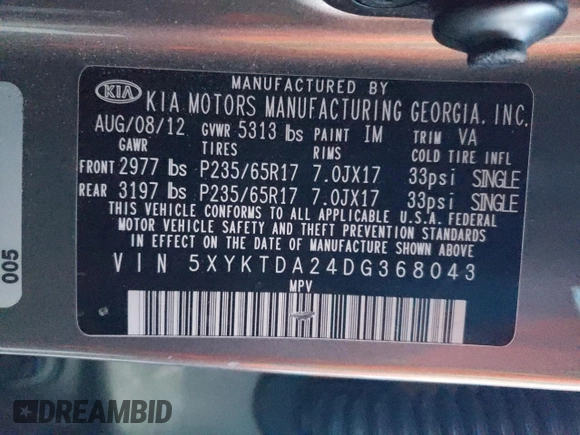 MANUFACTURED BY
KIA KIA MOTORS MANUFACTURING GEORGIA, INC.
AUG/08/12 GVWR 5313 lbs PAINT IM TRIM VA
GAWR TIRES RIMS COLD TIRE INFL
FRONT 2977 lbs P235/65R17 7.0JX17 33psi SINGLE
REAR 3197 lbs P235/65R17 7.0JX17 33psi SINGLE
THIS VEHICLE CONFORMS TO ALL APPLICABLE U.S.A. FEDERAL
MOTOR VEHICLE SAFETY AND THEFT PREVENTION STANDARDS
IN EFFECT ON THE DATE OF MANUFACTURE SHOWN ABOVE.
VIN 5XYKTDA24DG368043
MPV
005
DREAMBID